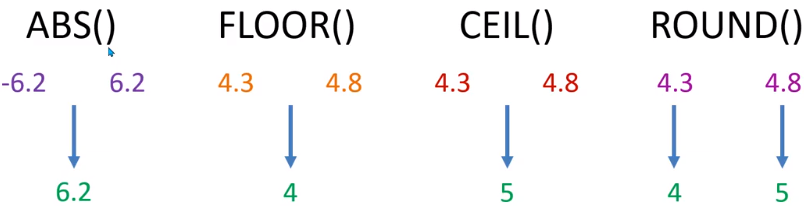 ABS() FLOOR() CEIL() ROUND()
-6.2 6.2 4.3 4.8 4.3 4.8 4.3 4.8
6.2 4 5 4 5